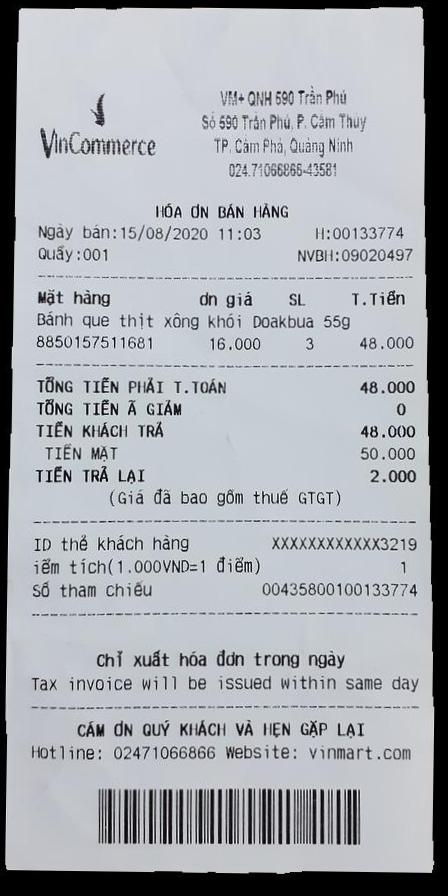 VinCommerce
VM+ QNH 590 Trần Phú
Số 590 Trần Phú, P. Cẩm Thủy
TP. Cẩm Phả, Quảng Ninh
024.71066866-43581
HÓA ƠN BÁN HÀNG
Ngày bán:15/08/2020 11:03 H:00133774
Quầy:001 NVBH:09020497
Mặt hàng ơn giá SL T.Tiền
Bánh que thịt xông khói Doakbua 55g
8850157511681 16.000 3 48.000
TỔNG TIỀN PHẢI T.TOÁN 48.000
TỔNG TIỀN Ã GIẢM 0
TIỀN KHÁCH TRẢ 48.000
TIỀN MẶT 50.000
TIỀN TRẢ LẠI 2.000
(Giá đã bao gồm thuế GTGT)
ID thẻ khách hàng XXXXXXXXXXXX3219
iểm tích(1.000VND=1 điểm) 1
Số tham chiếu 00435800100133774
Chỉ xuất hóa đơn trong ngày
Tax invoice will be issued within same day
CẢM ƠN QUÝ KHÁCH VÀ HẸN GẶP LẠI
Hotline: 02471066866 Website: vinmart.com